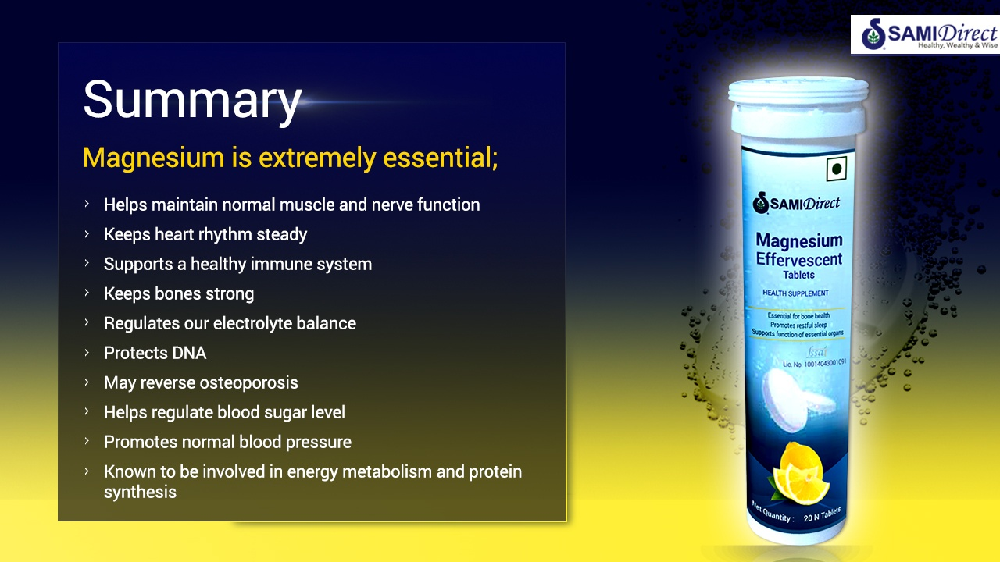 SAMIDirect
Healthy, Wealthy & Wise
Summary
Magnesium is extremely essential;
Helps maintain normal muscle and nerve function
Keeps heart rhythm steady
Supports a healthy immune system
Keeps bones strong
Regulates our electrolyte balance
Protects DNA
May reverse osteoporosis
Helps regulate blood sugar level
Promotes normal blood pressure
Known to be involved in energy metabolism and protein
synthesis
SAMIDirect
Magnesium
Effervescent
Tablets
HEALTH SUPPLEMENT
Essential for bone health
Promotes restful sleep
Supports function of essential organs
fssai
Lic. No. 10014043001091
Net Quantity : 20 N Tablets